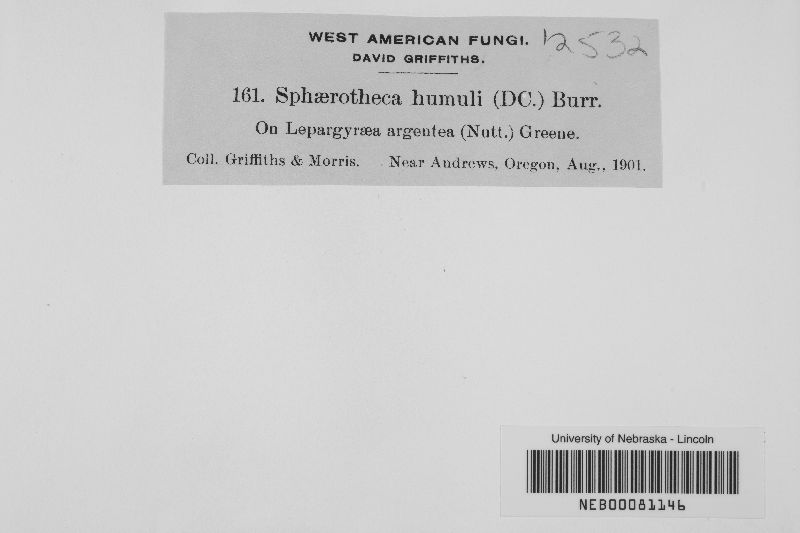 WEST AMERICAN FUNGI. 12532
DAVID GRIFFITHS.
161. Sphærotheca humuli (DC.) Burr.
On Lepargyræa argentea (Nutt.) Greene.
Coll. Griffiths & Morris. Near Andrews, Oregon, Aug., 1901.
University of Nebraska - Lincoln
NEB00081146